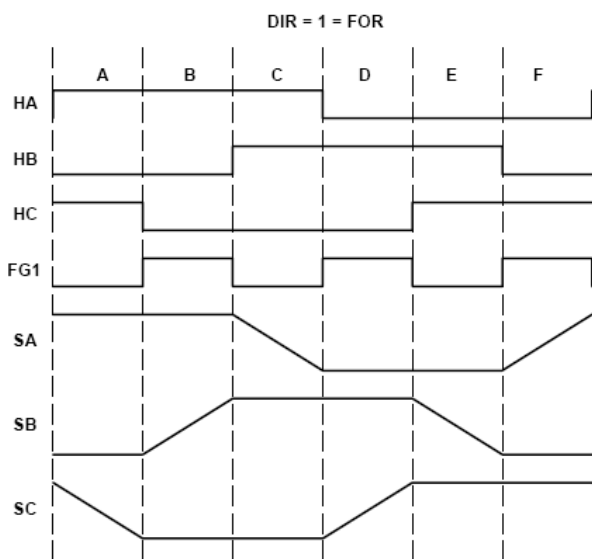 DIR = 1 = FOR
A B C D E F
HA
HB
HC
FG1
SA
SB
SC